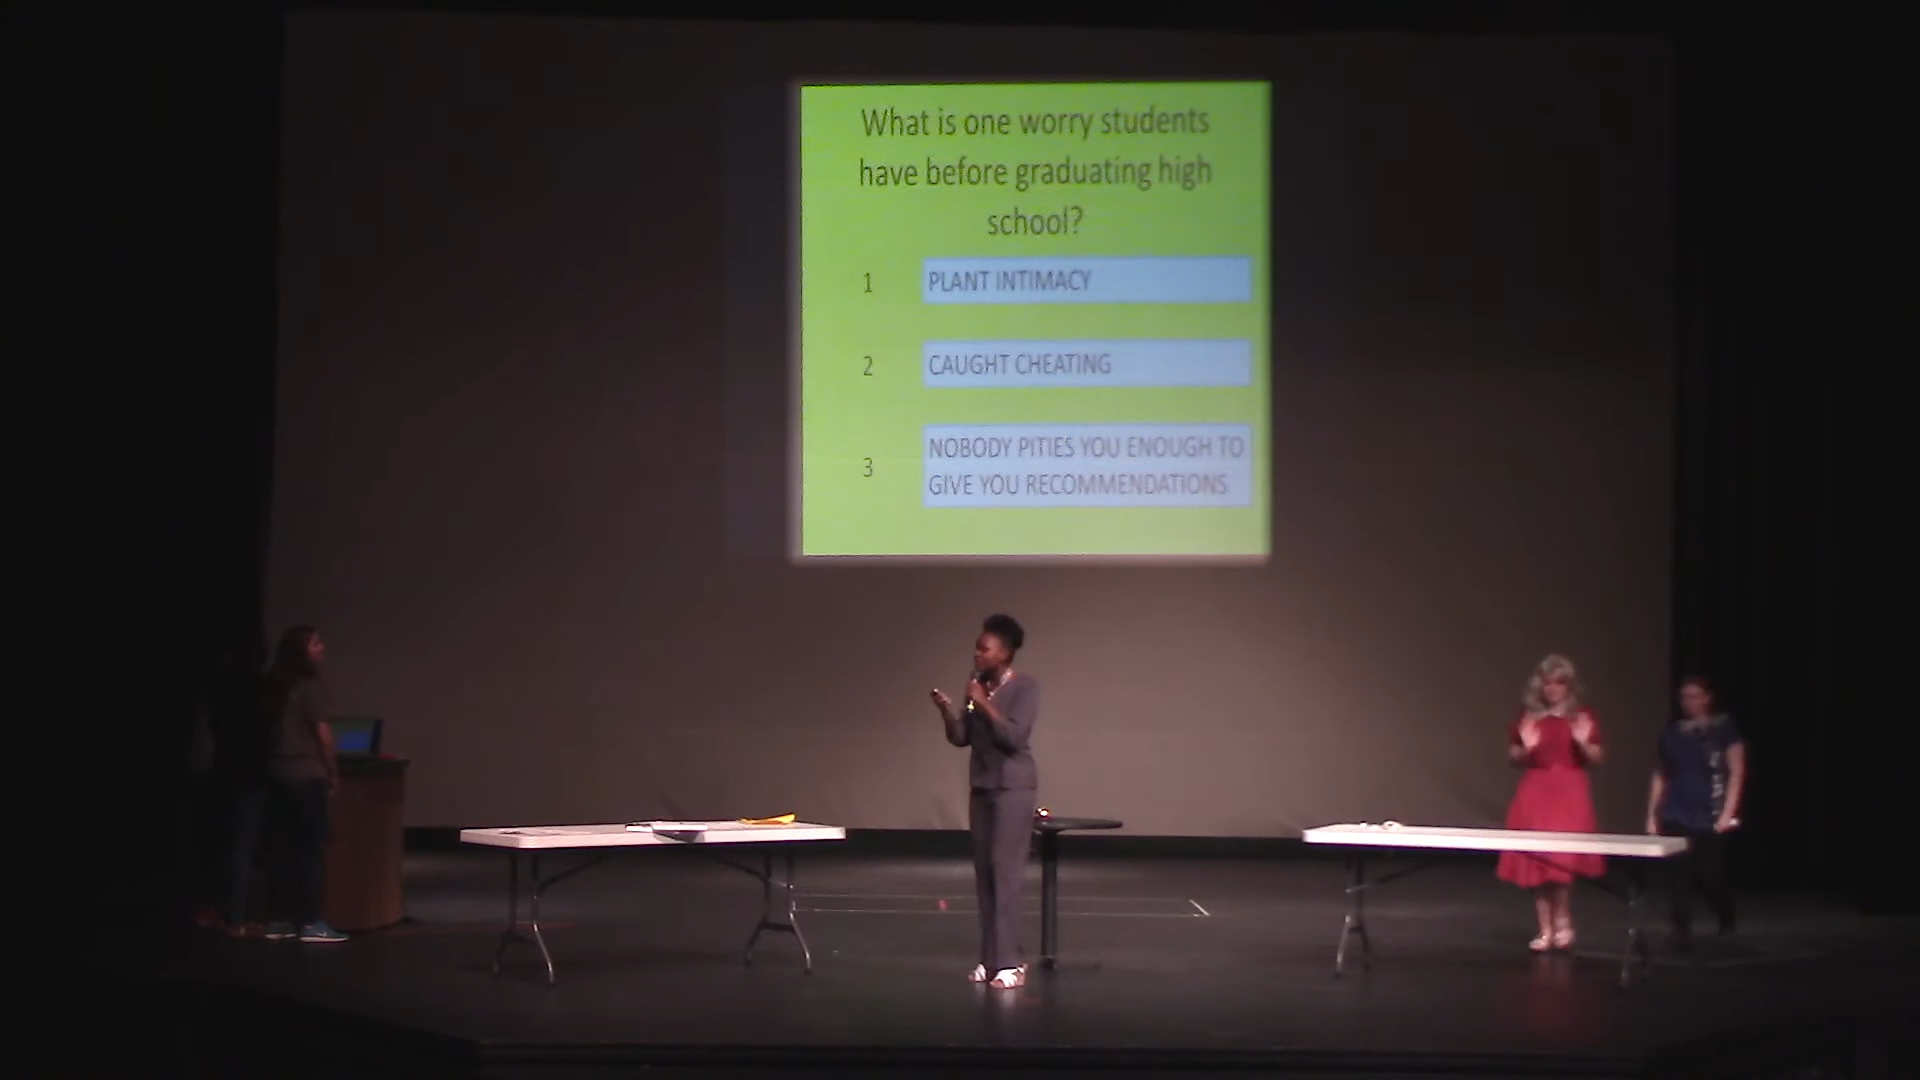 What is one worry students
have before graduating high
school?
1 PLANT INTIMACY
2 CAUGHT CHEATING
3 NOBODY PITIES YOU ENOUGH TO
GIVE YOU RECOMMENDATIONS